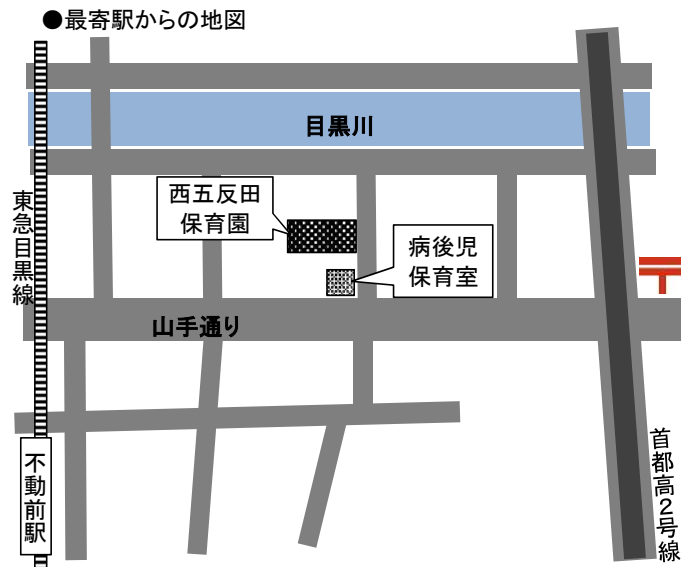 ●最寄駅からの地図
目黒川
東急目黒線
西五反田
保育園
病後児
保育室
山手通り
不動前駅
首都高2号線